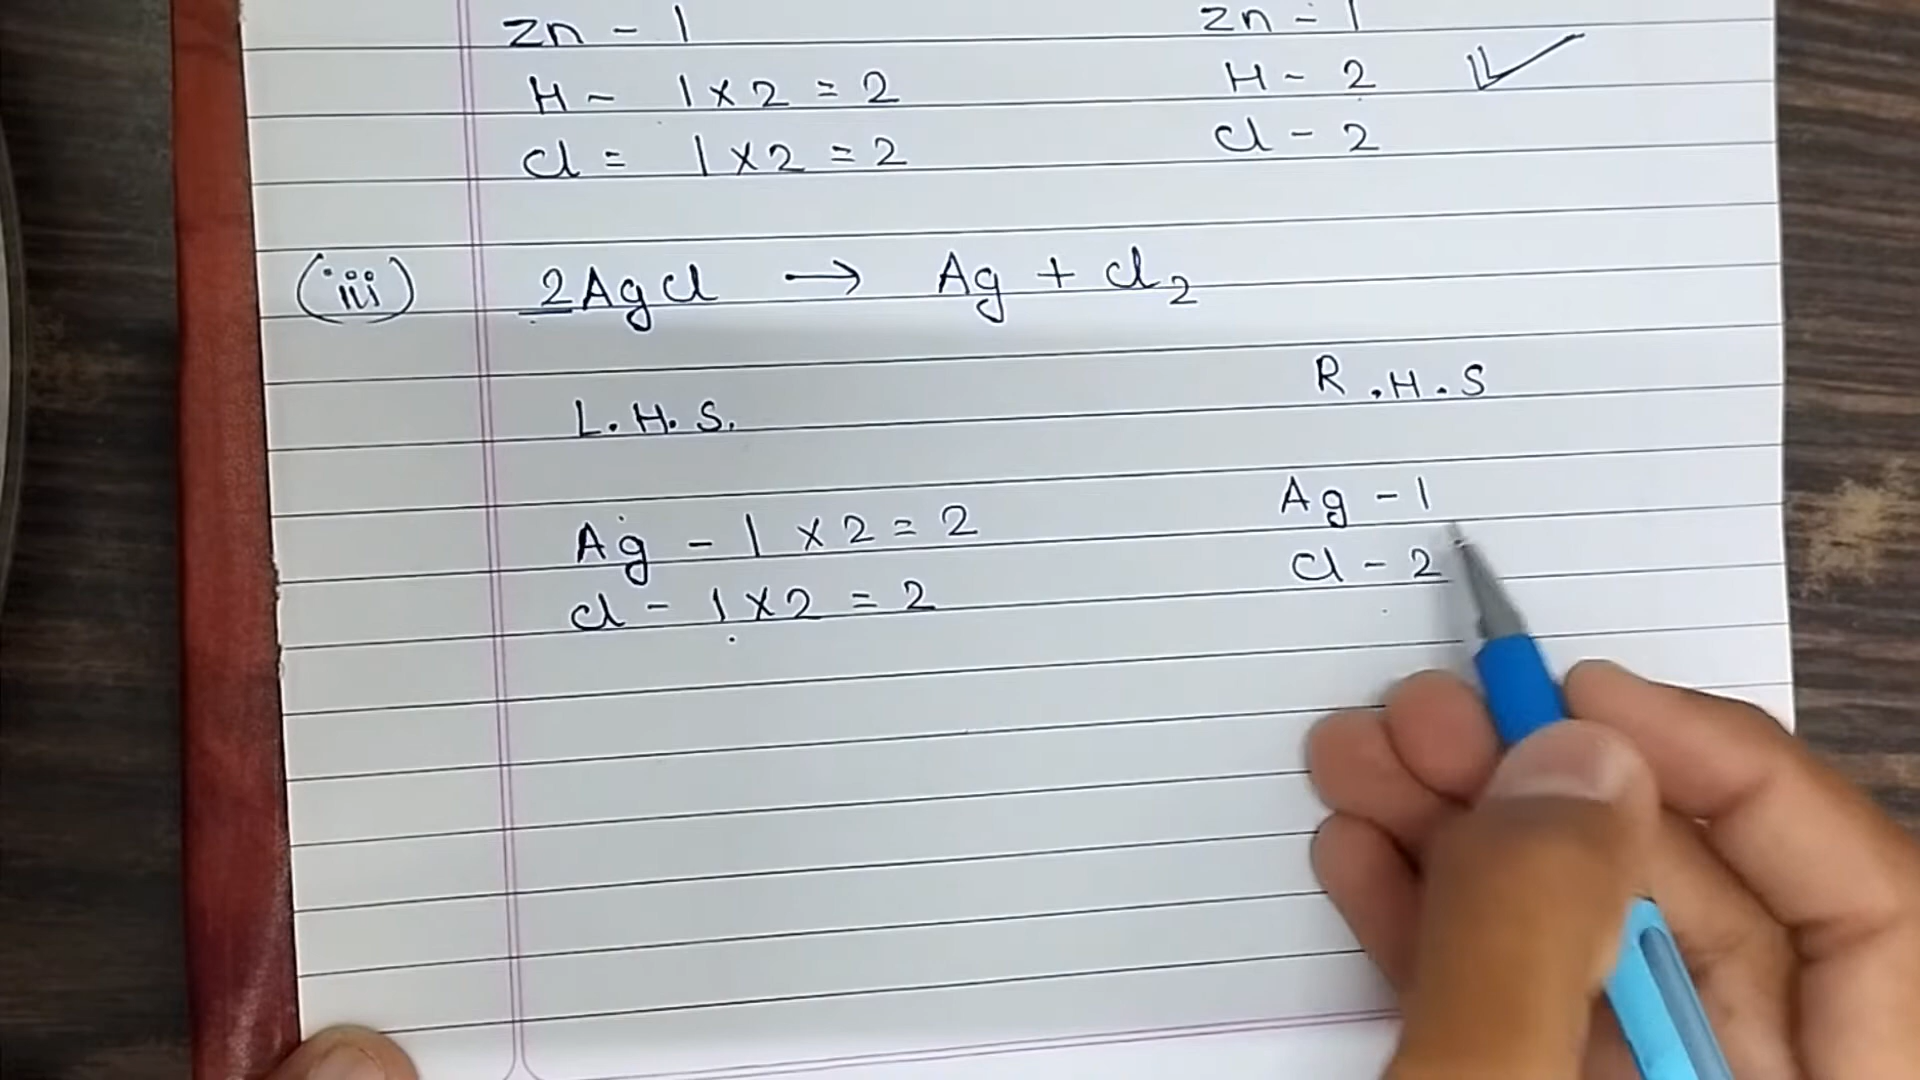 Zn - 1 Zn - 1
H - 1 x 2 = 2 H - 2 ✓
Cl = 1 x 2 = 2 Cl - 2
(iii) 2AgCl → Ag + Cl₂
L.H.S. R.H.S
Ag - 1 x 2 = 2 Ag - 1
Cl - 1 x 2 = 2 Cl - 2